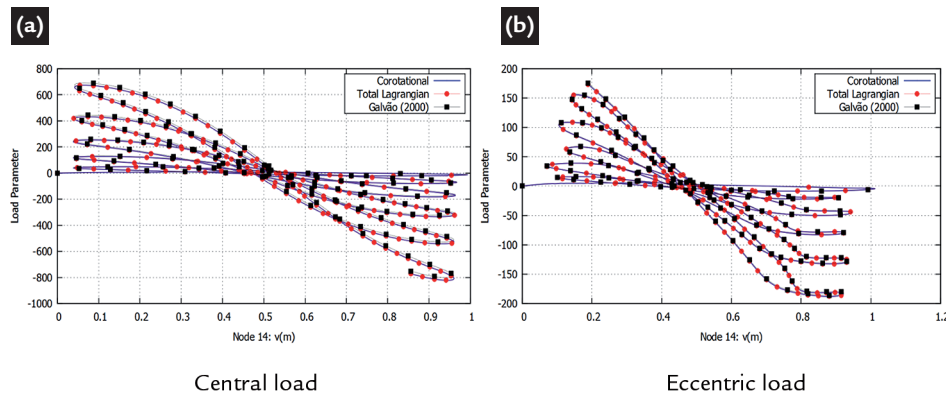 (a)
800
600
400
200
0
-200
-400
-600
-800
-1000
Load Parameter
0 0.1 0.2 0.3 0.4 0.5 0.6 0.7 0.8 0.9 1
Node 14: v(m)
Corotational
Total Lagrangian
Galvão (2000)
Central load
(b)
200
150
100
50
0
-50
-100
-150
-200
Load Parameter
0 0.2 0.4 0.6 0.8 1 1.2
Node 14: v(m)
Corotational
Total Lagrangian
Galvão (2000)
Eccentric load